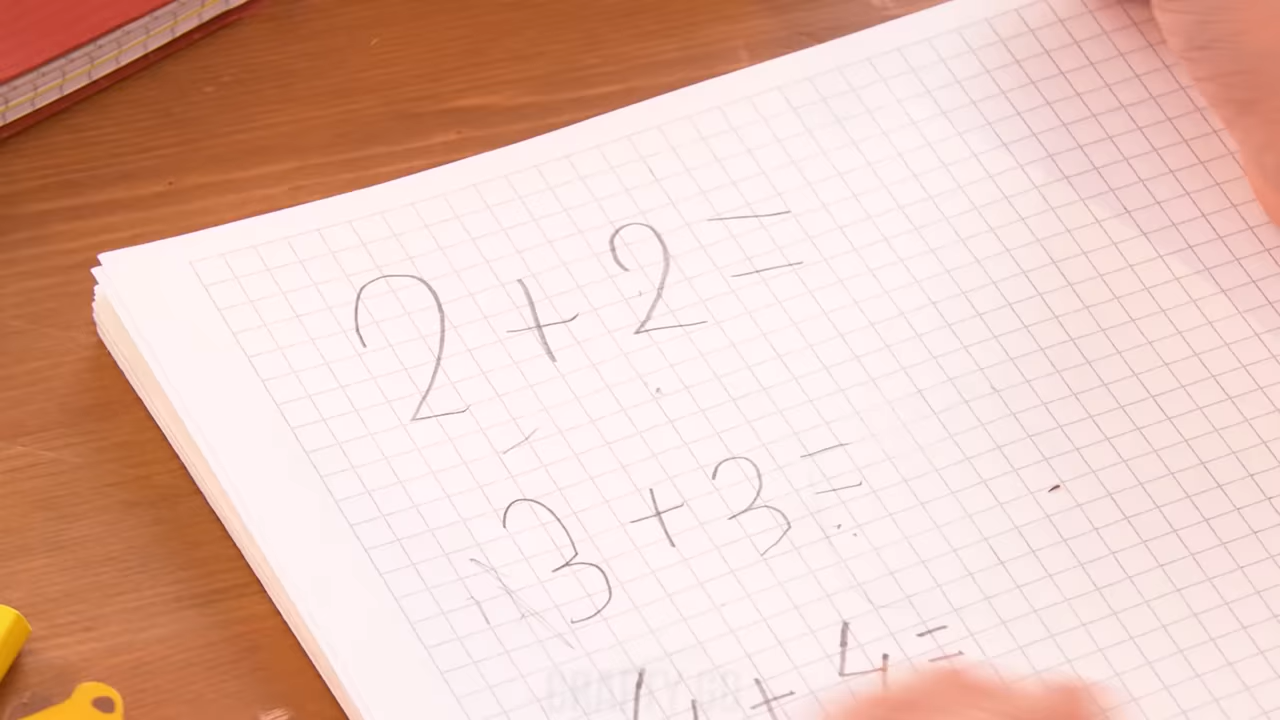 2+2=
3+3=
4+4=